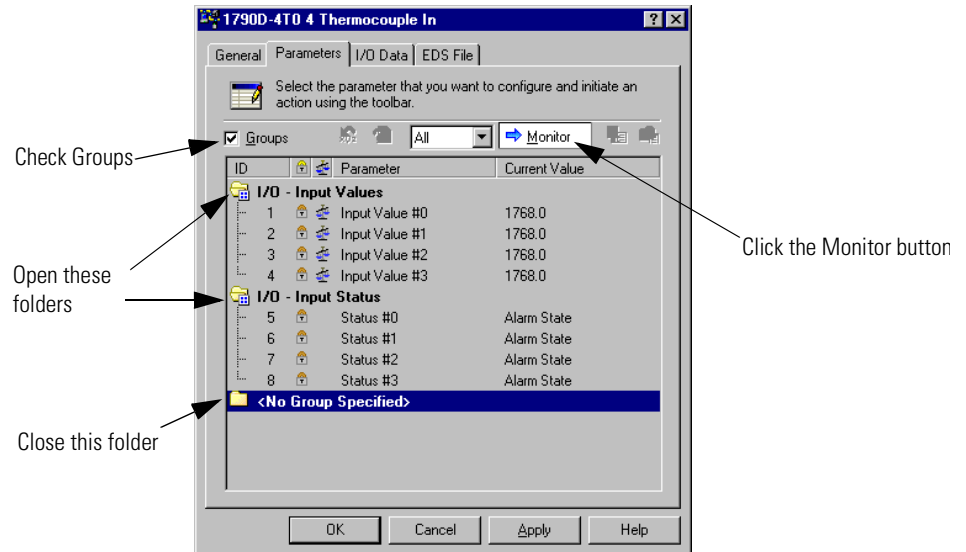 1790D-4T0 4 Thermocouple In
General Parameters I/O Data EDS File
Select the parameter that you want to configure and initiate an
action using the toolbar.
Groups All Monitor
Check Groups
ID Parameter Current Value
I/O - Input Values
1 Input Value #0 1768.0
2 Input Value #1 1768.0
3 Input Value #2 1768.0
4 Input Value #3 1768.0
Click the Monitor button
Open these
folders
I/O - Input Status
5 Status #0 Alarm State
6 Status #1 Alarm State
7 Status #2 Alarm State
8 Status #3 Alarm State
<No Group Specified>
Close this folder
OK Cancel Apply Help